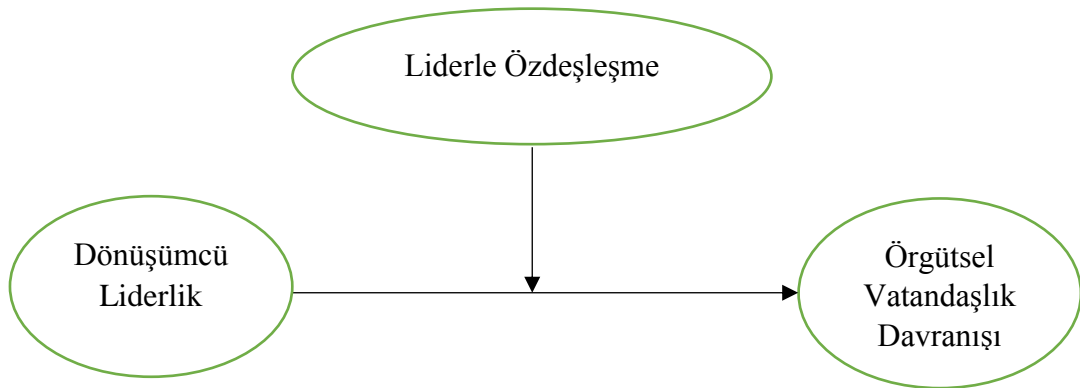 Liderle Özdeşleşme
Dönüşümcü
Liderlik
Örgütsel
Vatandaşlık
Davranışı